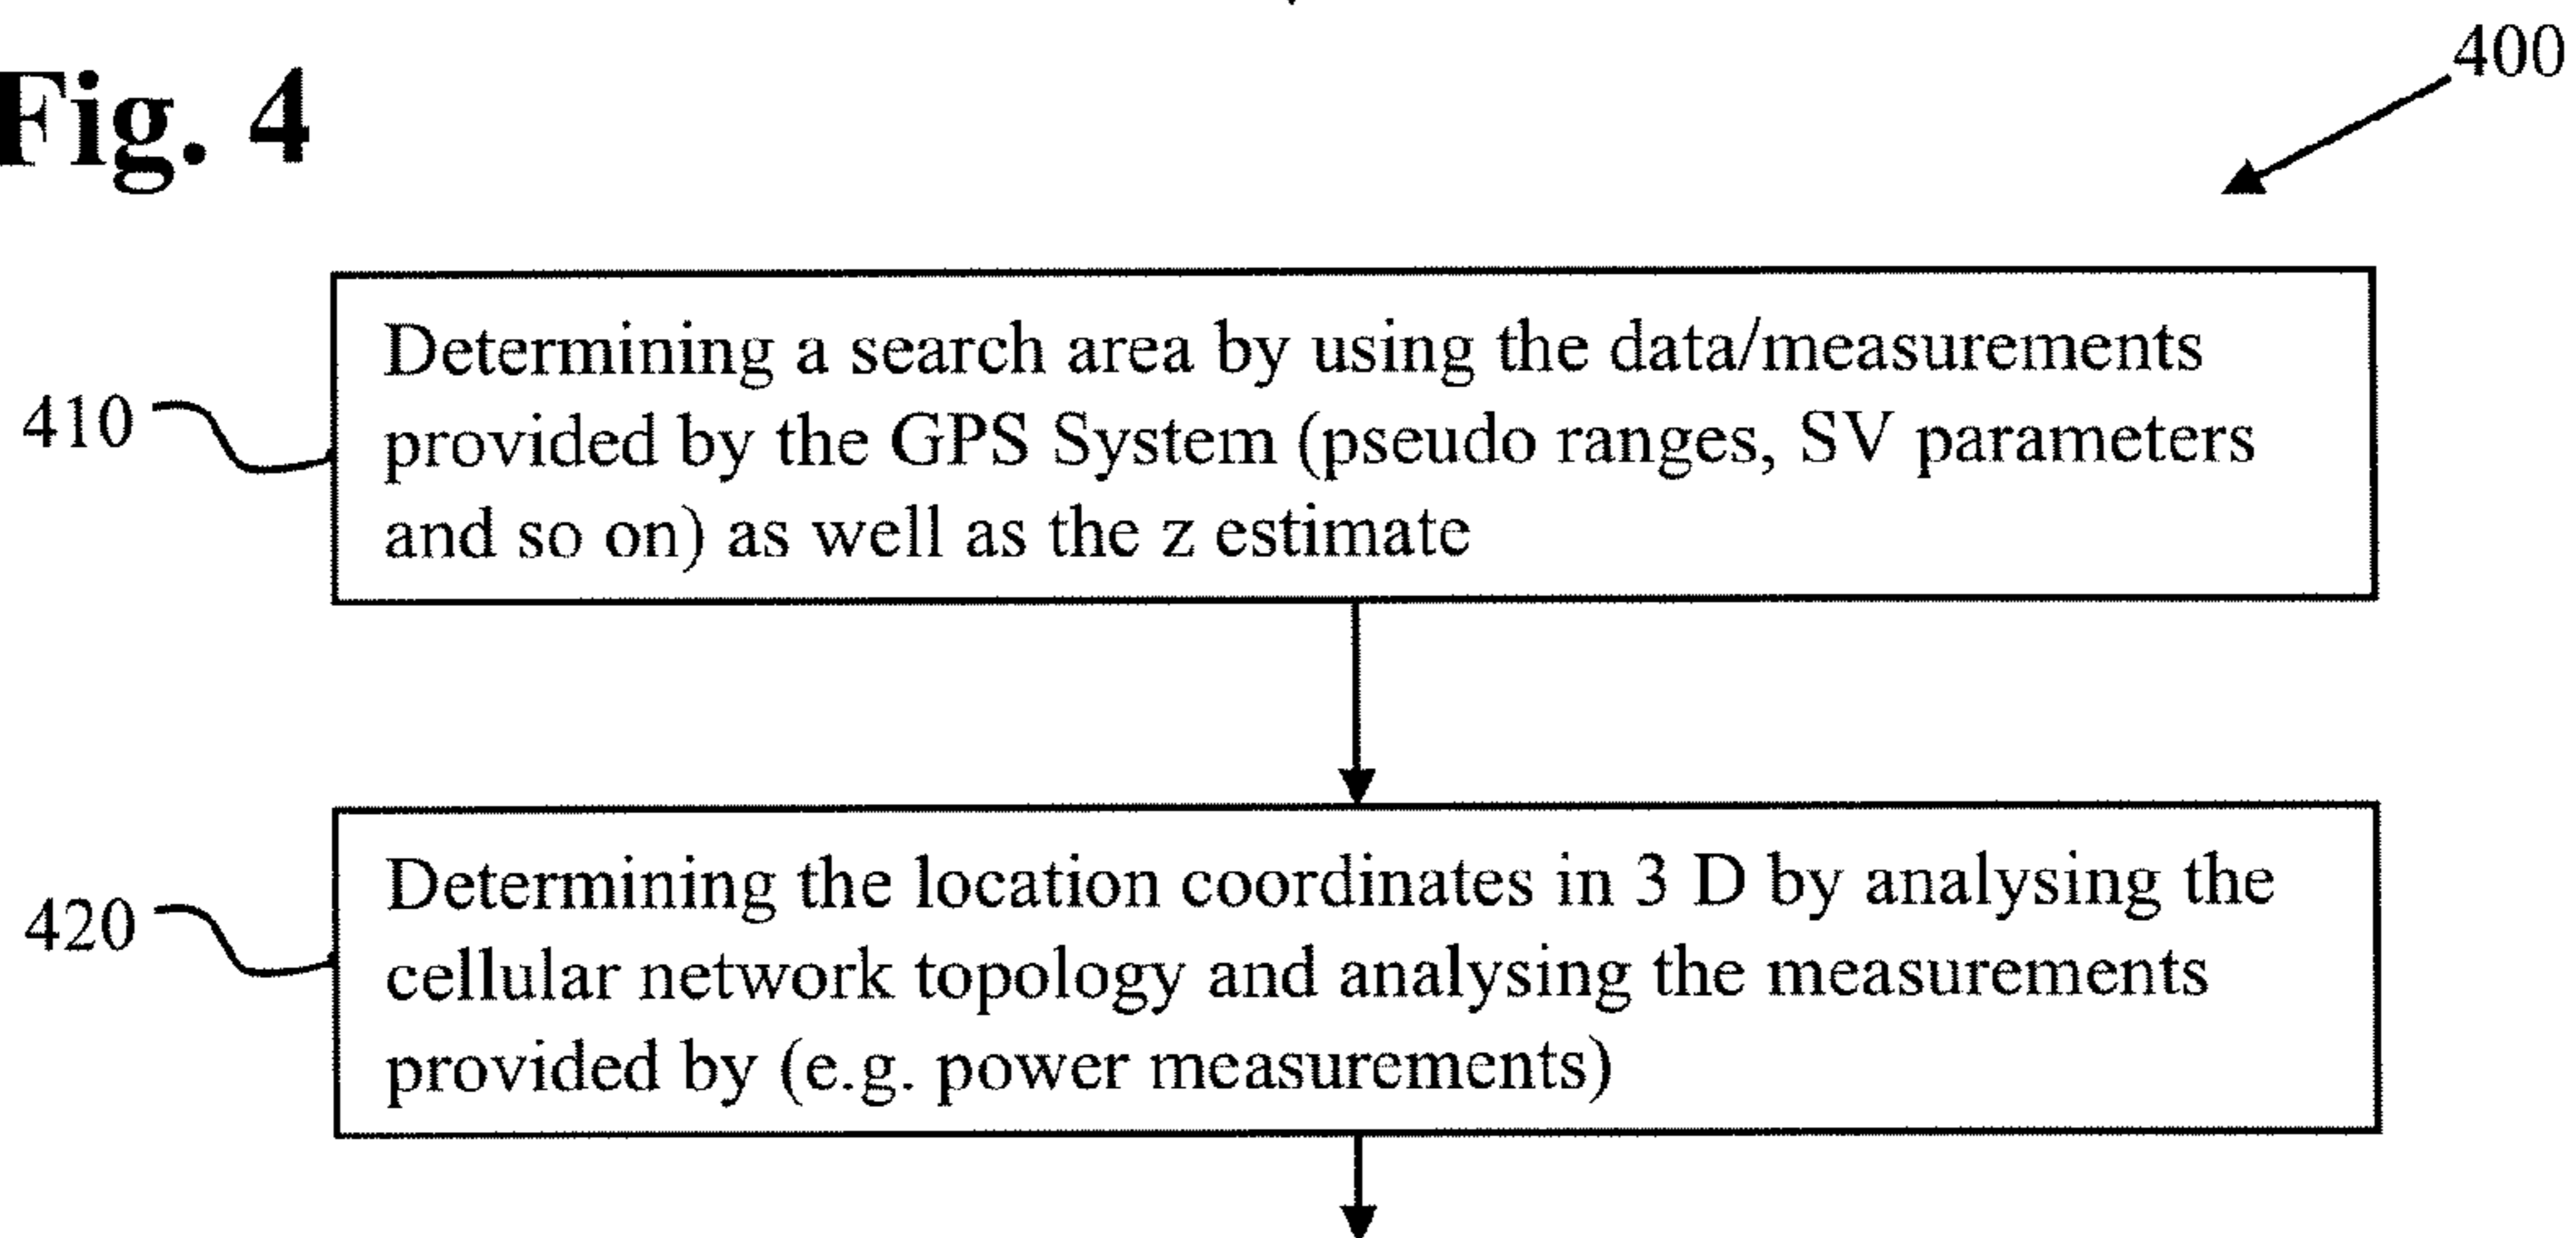 Fig. 4
400
410
Determining a search area by using the data/measurements
provided by the GPS System (pseudo ranges, SV parameters
and so on) as well as the z estimate
420
Determining the location coordinates in 3 D by analysing the
cellular network topology and analysing the measurements
provided by (e.g. power measurements)